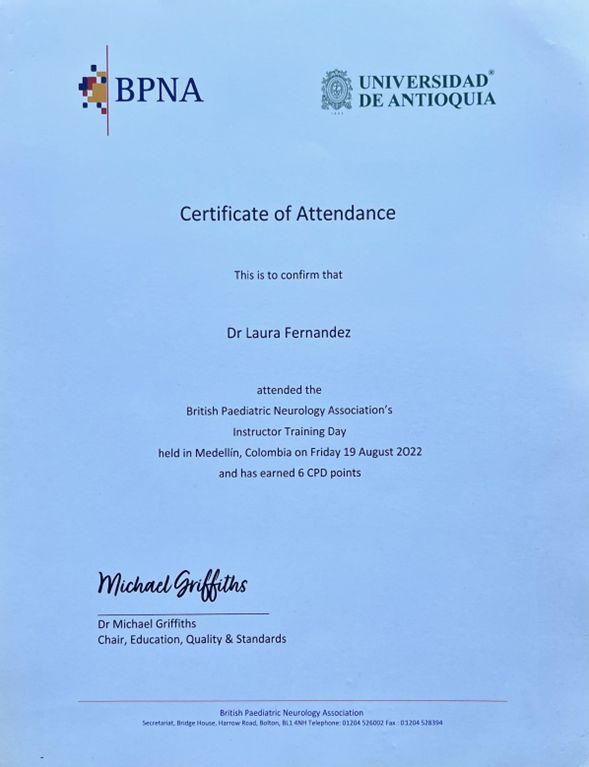 BPNA
UNIVERSIDAD®
DE ANTIOQUIA
1803
Certificate of Attendance
This is to confirm that
Dr Laura Fernandez
attended the
British Paediatric Neurology Association's
Instructor Training Day
held in Medellín, Colombia on Friday 19 August 2022
and has earned 6 CPD points
Michael Griffiths
Dr Michael Griffiths
Chair, Education, Quality & Standards
British Paediatric Neurology Association
Secretariat, Bridge House, Harrow Road, Bolton, BL1 4NH Telephone: 01204 526002 Fax : 01204 528394